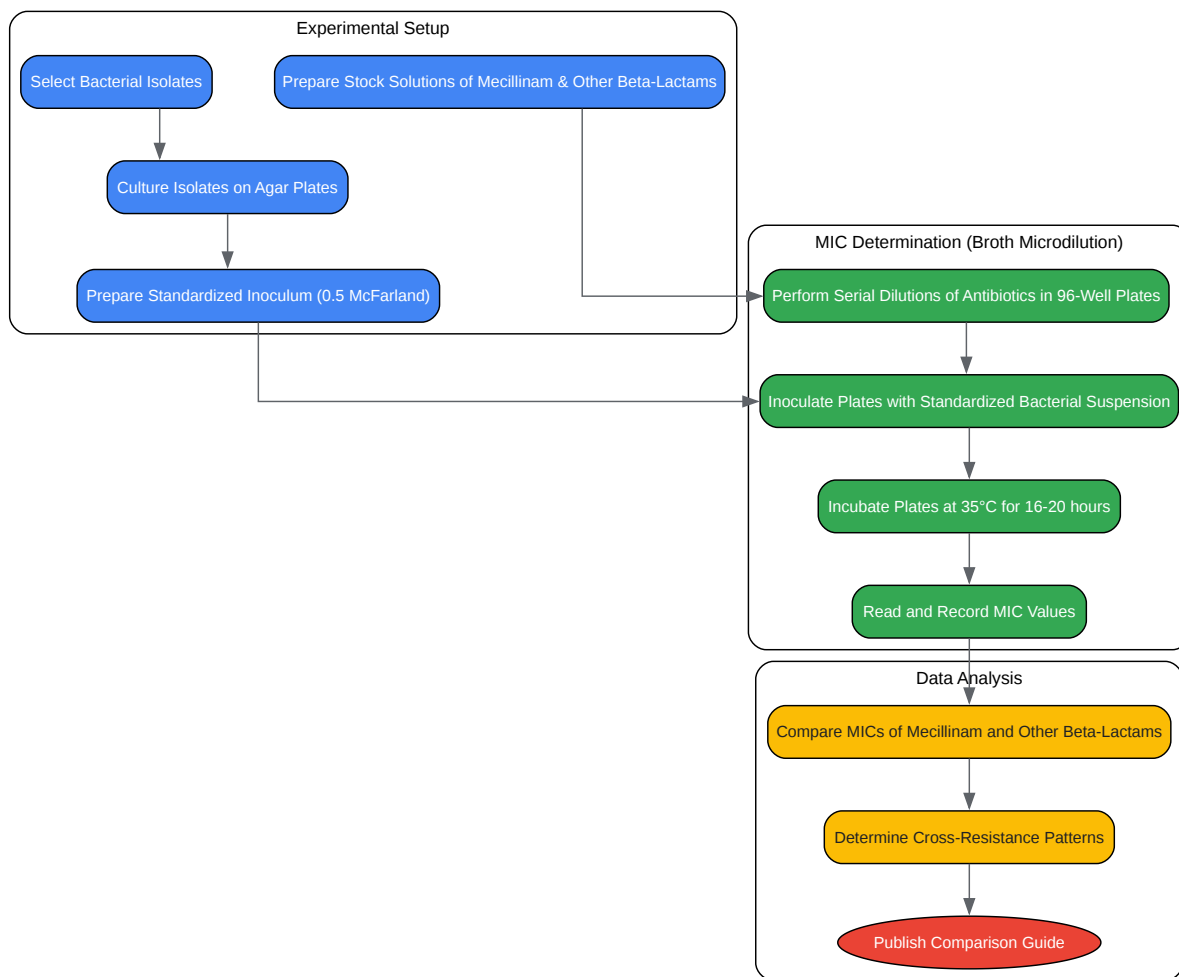 Experimental Setup
Select Bacterial Isolates
Prepare Stock Solutions of Mecillinam & Other Beta-Lactams
Culture Isolates on Agar Plates
Prepare Standardized Inoculum (0.5 McFarland)
MIC Determination (Broth Microdilution)
Perform Serial Dilutions of Antibiotics in 96-Well Plates
Inoculate Plates with Standardized Bacterial Suspension
Incubate Plates at 35°C for 16-20 hours
Read and Record MIC Values
Data Analysis
Compare MICs of Mecillinam and Other Beta-Lactams
Determine Cross-Resistance Patterns
Publish Comparison Guide